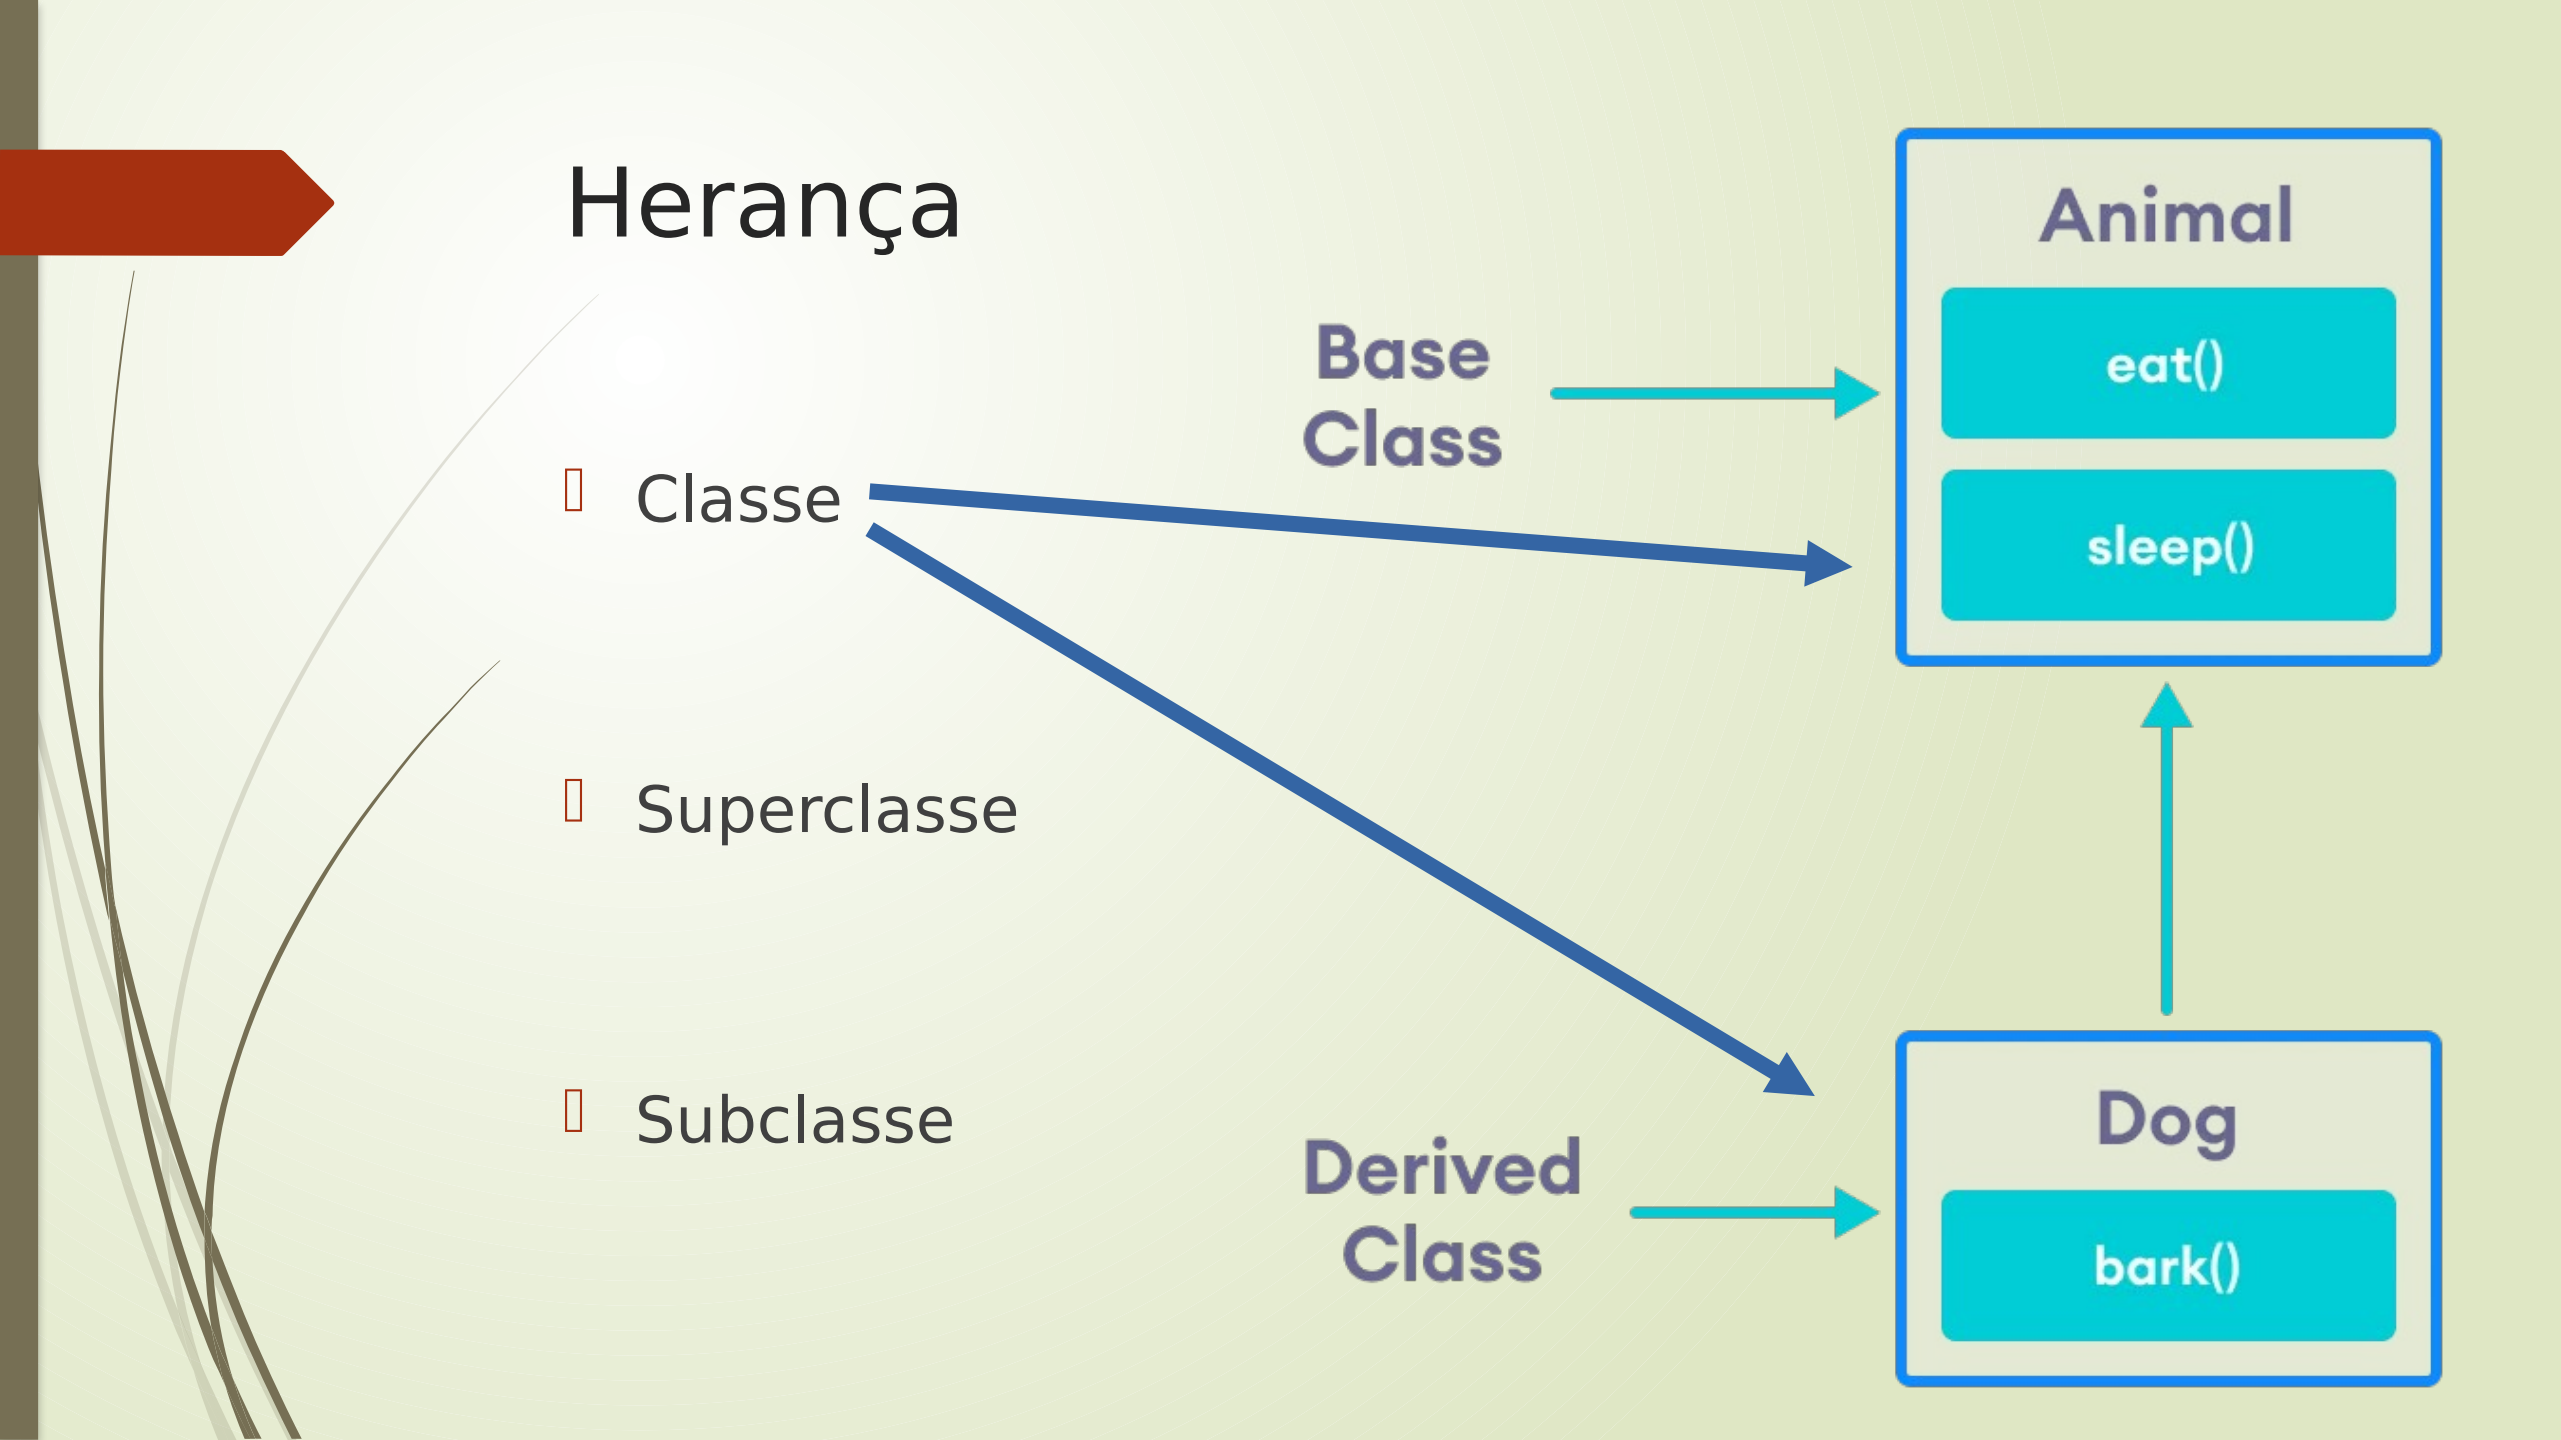 Herança
Classe
Superclasse
Subclasse
Base
Class
Derived
Class
Animal
eat()
sleep()
Dog
bark()